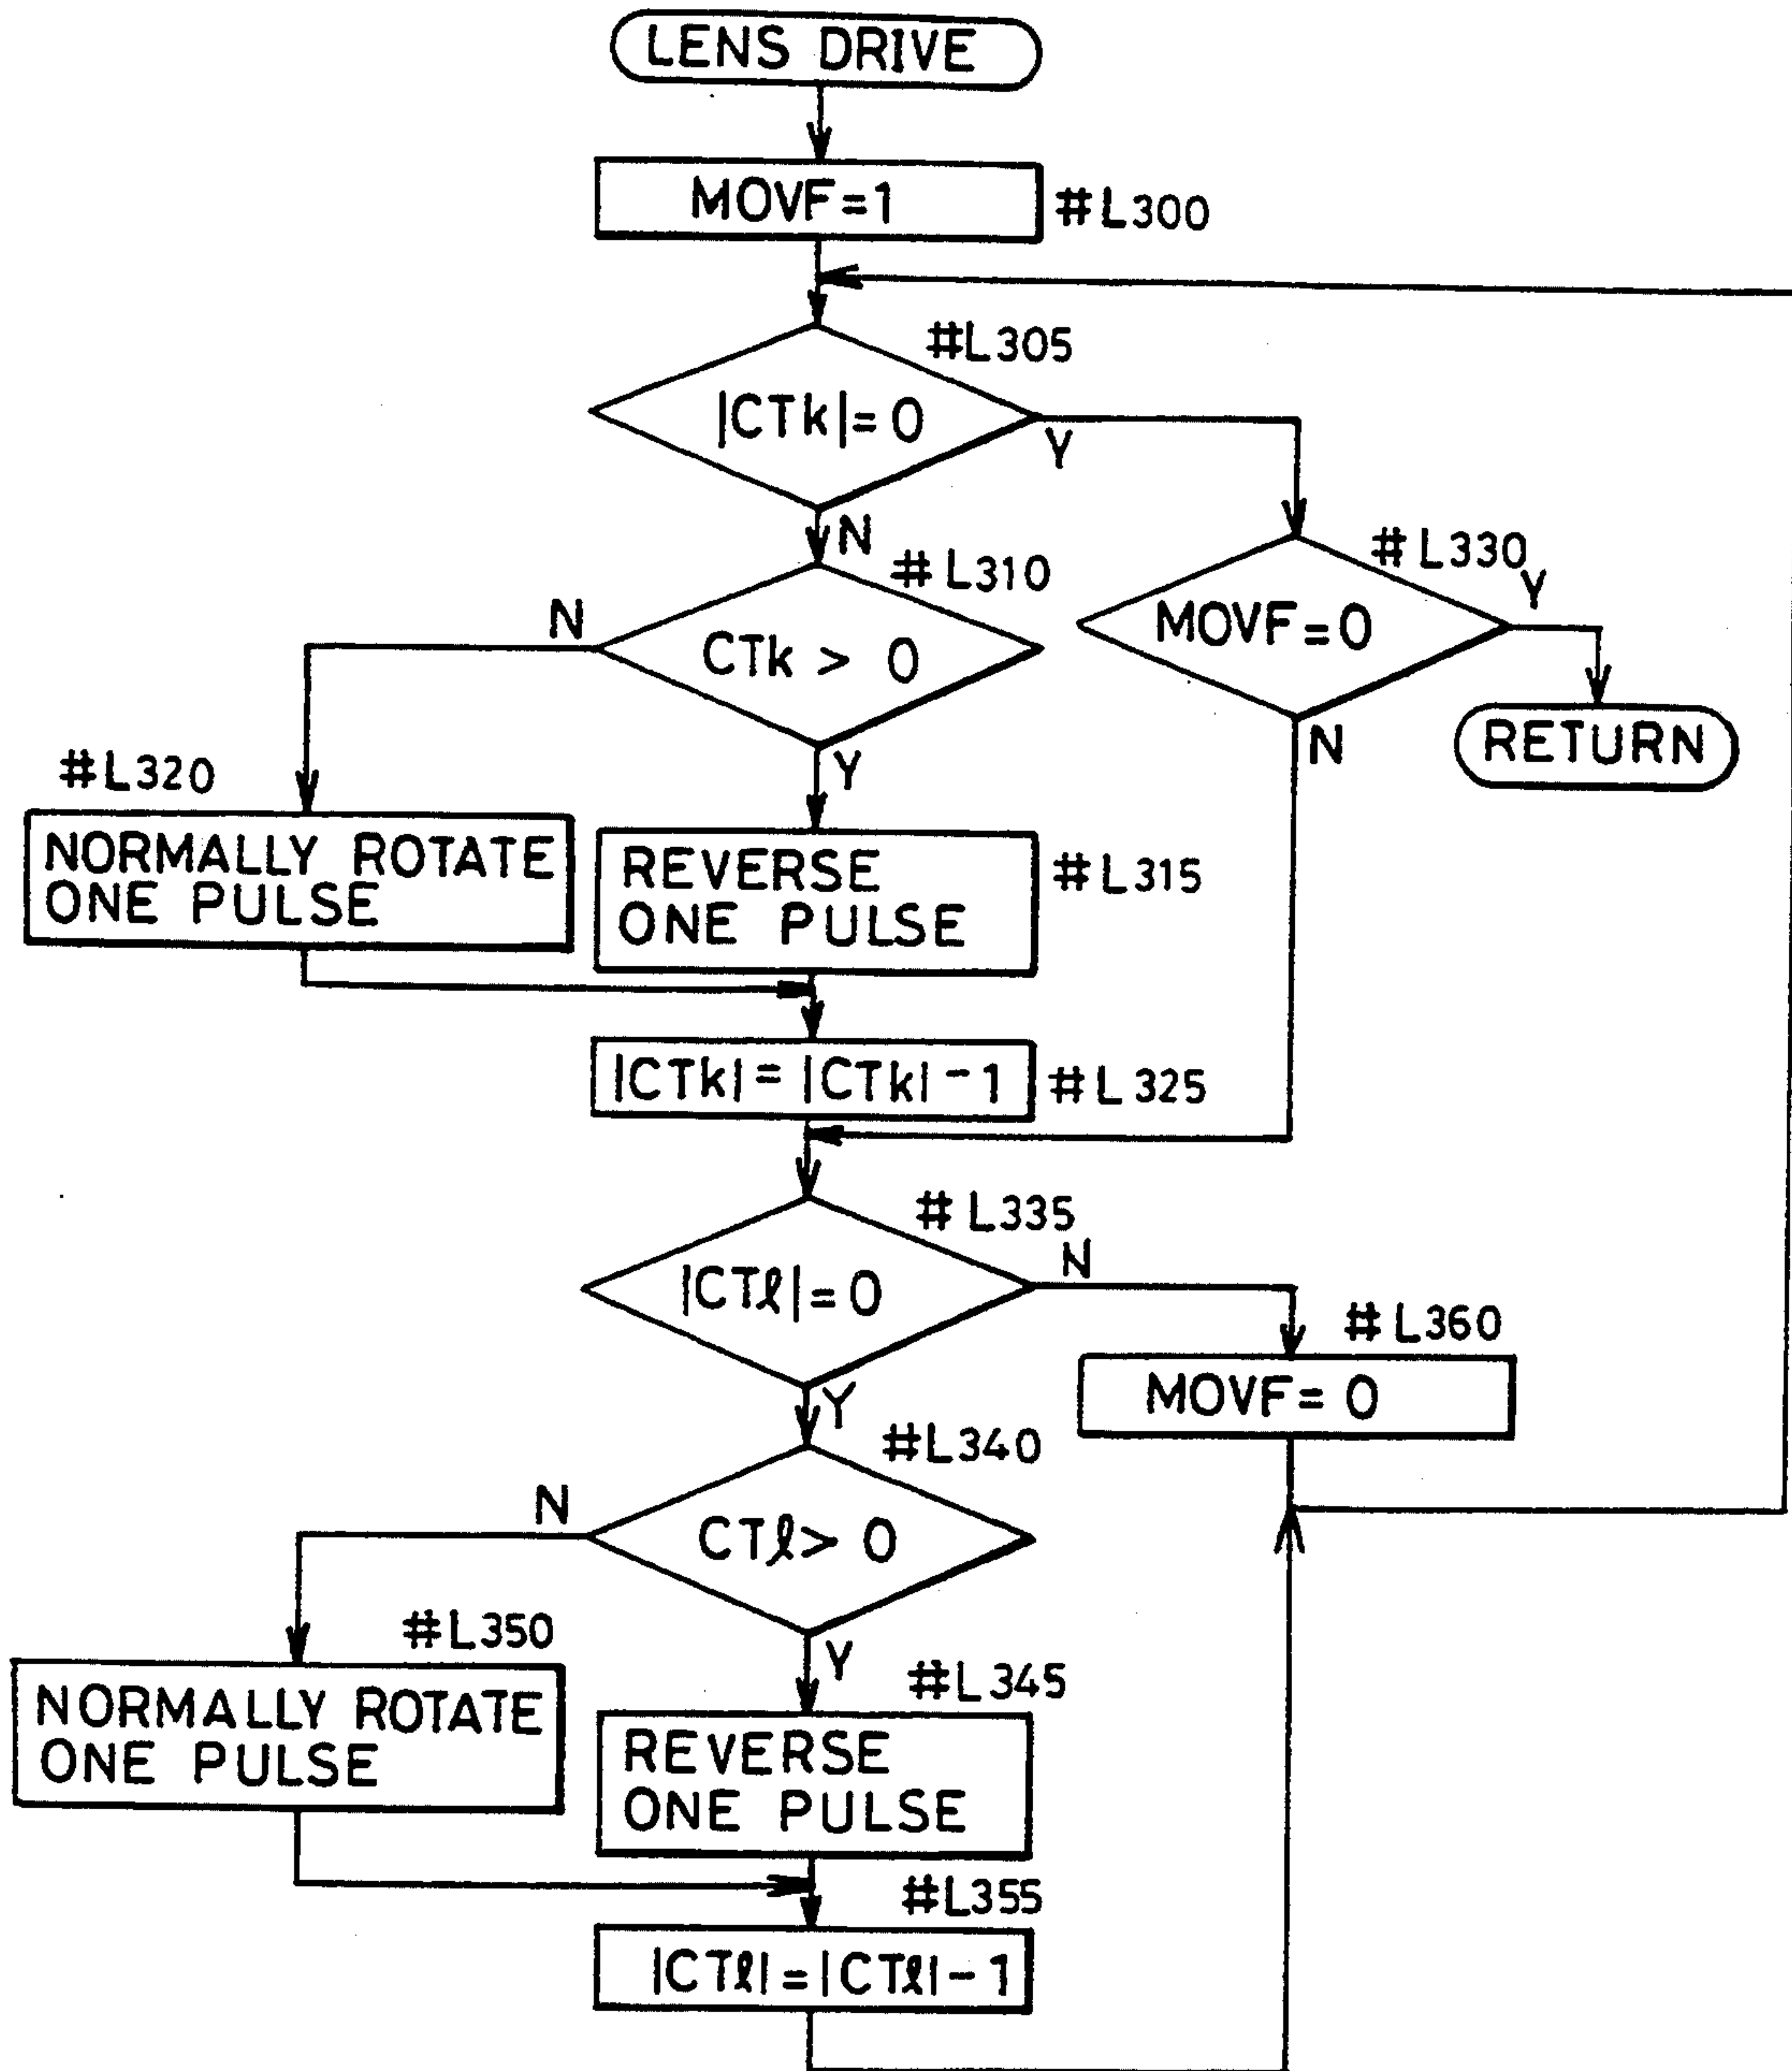 LENS DRIVE
MOVF=1
#L300
#L305
|CTk|=0
Y
N
#L310
#L330
Y
N
CTk > 0
MOVF=0
Y
N
RETURN
#L320
NORMALLY ROTATE
ONE PULSE
REVERSE
ONE PULSE
#L315
|CTk|=|CTk|-1
#L325
#L335
N
|CTℓ|=0
#L360
MOVF=0
Y
#L340
N
CTℓ> 0
#L350
Y
#L345
NORMALLY ROTATE
ONE PULSE
REVERSE
ONE PULSE
#L355
|CTℓ|=|CTℓ|-1